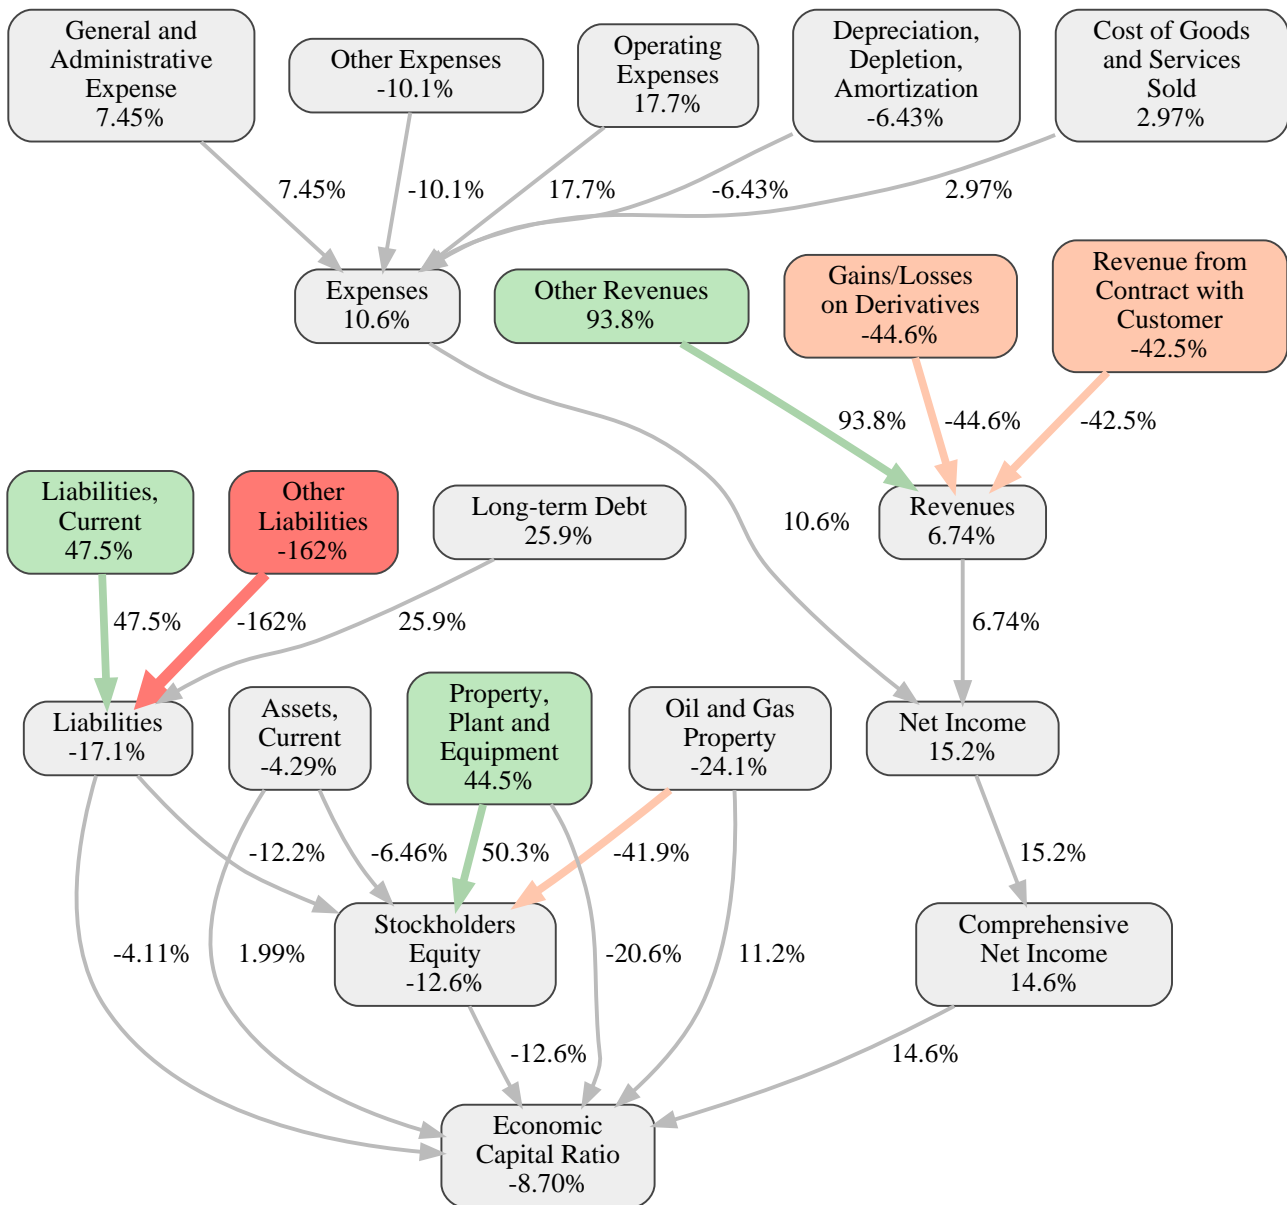 General and
Administrative
Expense
7.45%
Other Expenses
-10.1%
Operating
Expenses
17.7%
Depreciation,
Depletion,
Amortization
-6.43%
Cost of Goods
and Services
Sold
2.97%
7.45%
-10.1%
17.7%
-6.43%
2.97%
Expenses
10.6%
Other Revenues
93.8%
Gains/Losses
on Derivatives
-44.6%
Revenue from
Contract with
Customer
-42.5%
93.8%
-44.6%
-42.5%
Liabilities,
Current
47.5%
Other
Liabilities
-162%
Long-term Debt
25.9%
10.6%
Revenues
6.74%
47.5%
-162%
25.9%
6.74%
Liabilities
-17.1%
Assets,
Current
-4.29%
Property,
Plant and
Equipment
44.5%
Oil and Gas
Property
-24.1%
Net Income
15.2%
-12.2%
-6.46%
50.3%
-41.9%
15.2%
-4.11%
1.99%
Stockholders
Equity
-12.6%
-20.6%
11.2%
Comprehensive
Net Income
14.6%
-12.6%
14.6%
Economic
Capital Ratio
-8.70%